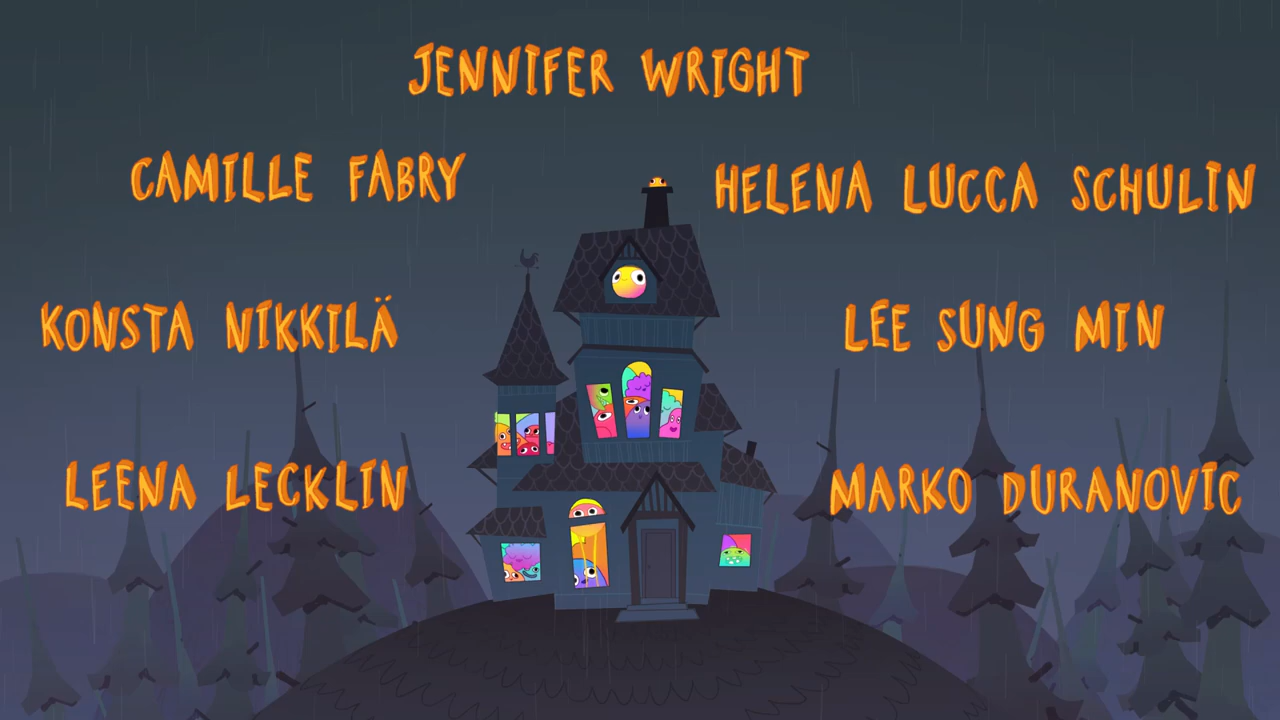 JENNIFER WRIGHT
CAMILLE FABRY
HELENA LUCCA SCHULIN
KONSTA NIKKILÄ
LEE SUNG MIN
LEENA LECKLIN
MARKO DURANOVIC